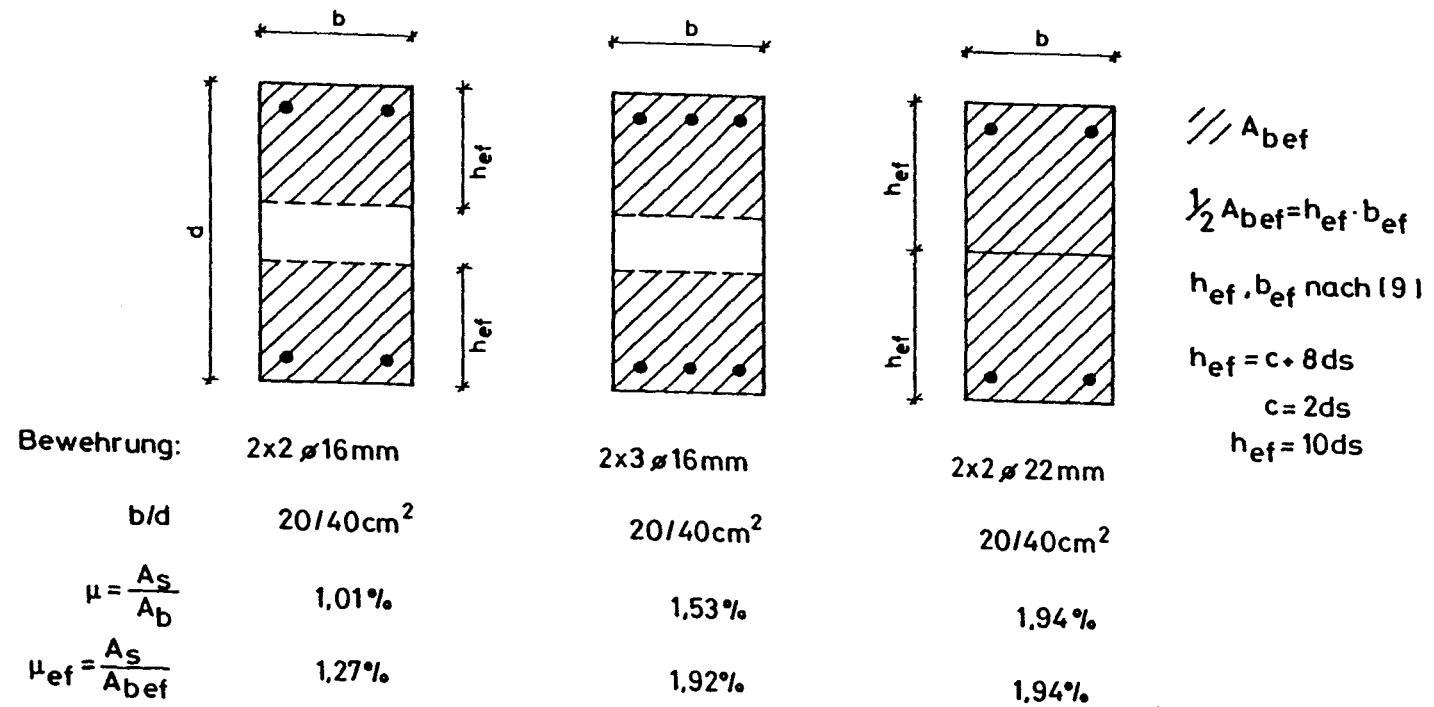 b
b
b
d
h_ef
h_ef
h_ef
h_ef
/// A_bef
½ A_bef = h_ef · b_ef
h_ef , b_ef nach (9)
h_ef = c + 8ds
c = 2ds
h_ef = 10ds
Bewehrung: 2x2 ø16mm 2x3 ø16mm 2x2 ø 22mm
b/d 20/40cm² 20/40cm² 20/40cm²
μ = A_S / A_b 1,01% 1,53% 1,94%
μ_ef = A_S / A_bef 1,27% 1,92% 1,94%